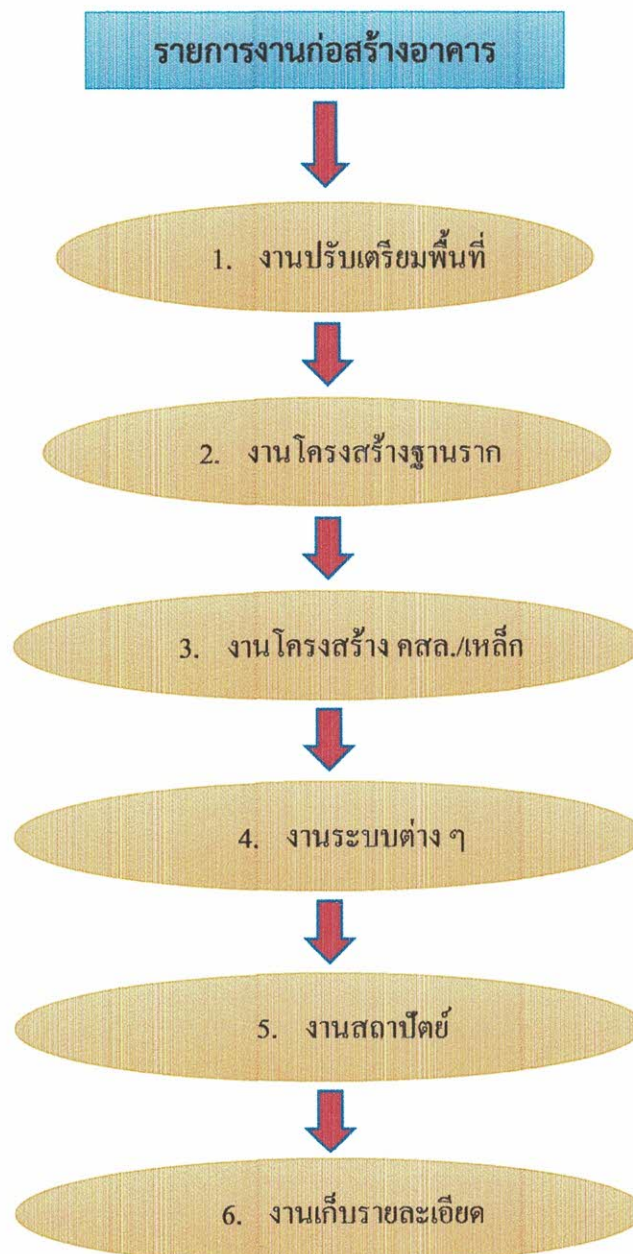 รายการงานก่อสร้างอาคาร
1. งานปรับเตรียมพื้นที่
2. งานโครงสร้างฐานราก
3. งานโครงสร้าง คสล./เหล็ก
4. งานระบบต่าง ๆ
5. งานสถาปัตย์
6. งานเก็บรายละเอียด